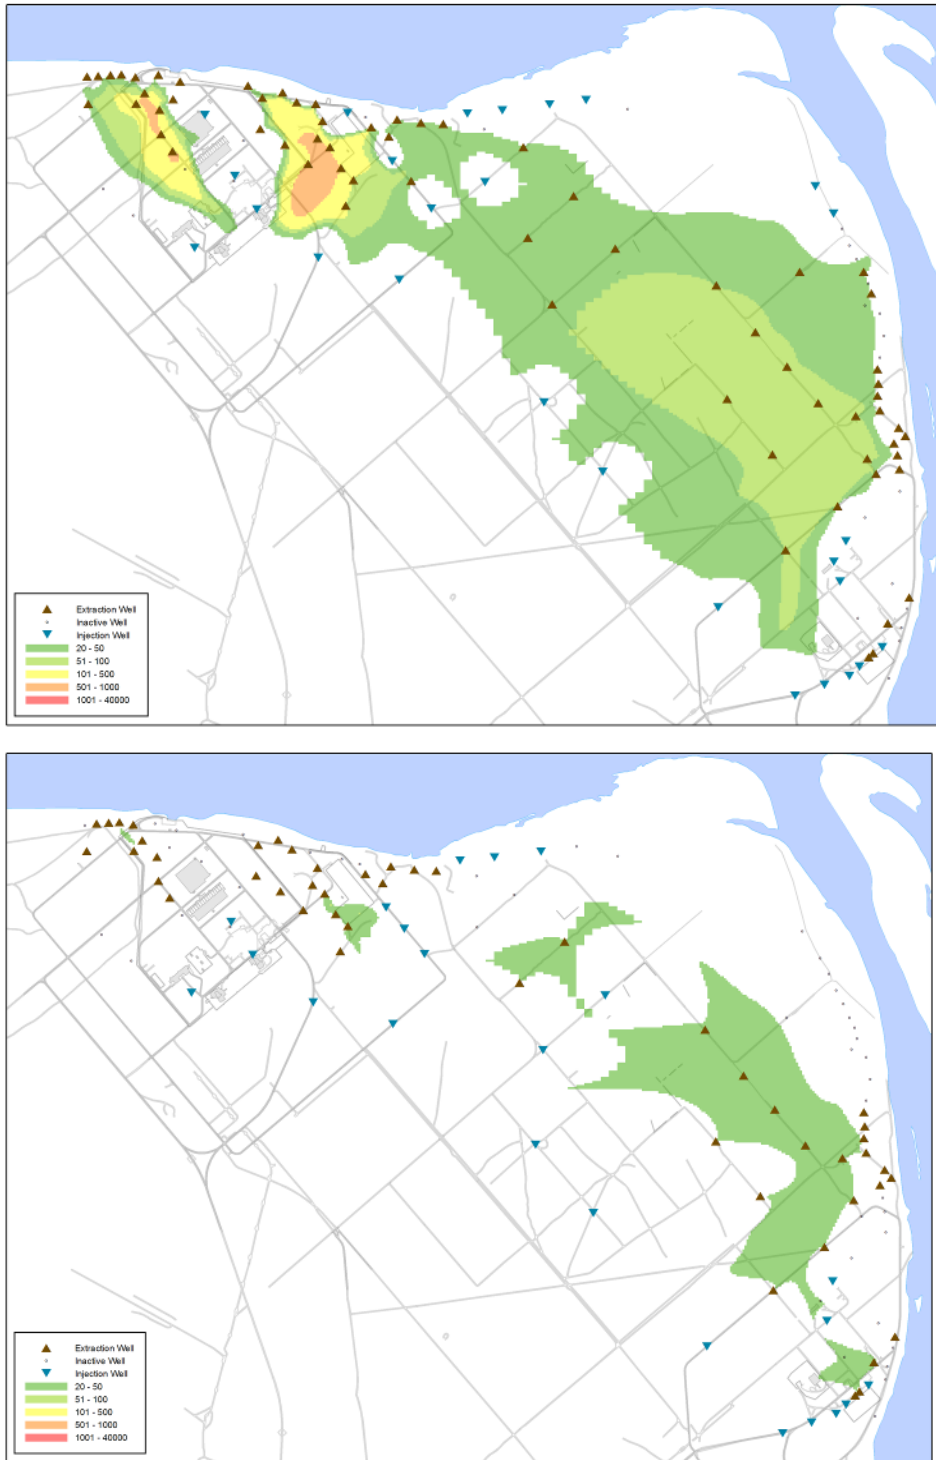 Extraction Well
Inactive Well
Injection Well
20 - 50
51 - 100
101 - 500
501 - 1000
1001 - 40000
Extraction Well
Inactive Well
Injection Well
20 - 50
51 - 100
101 - 500
501 - 1000
1001 - 40000